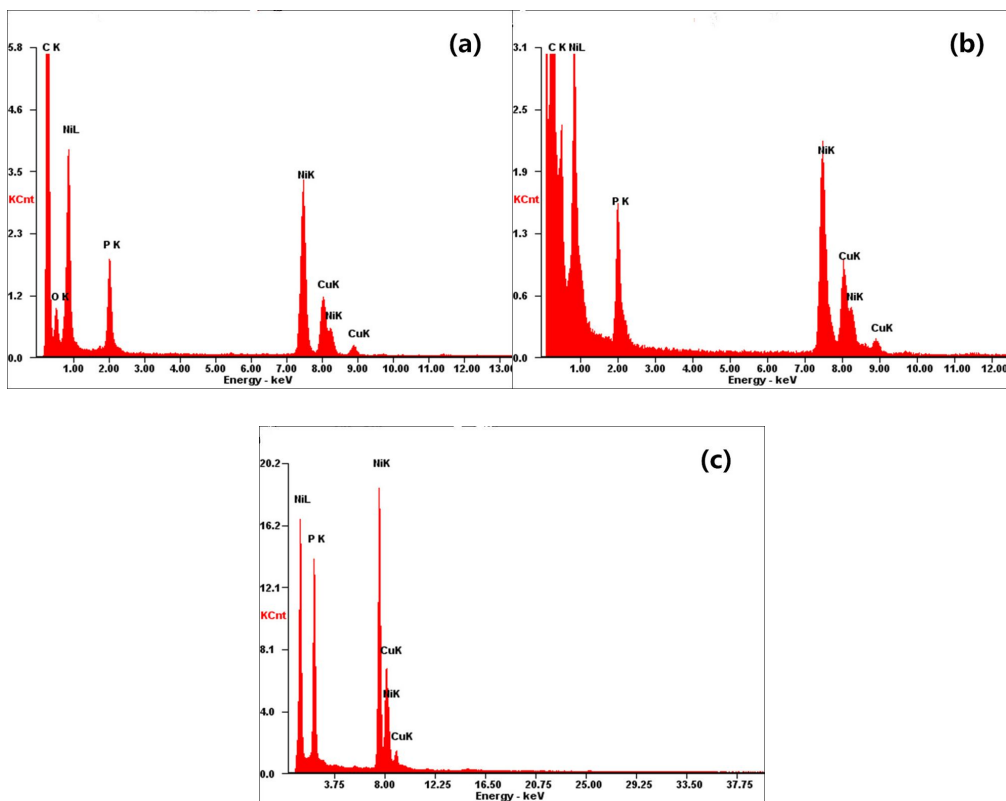 (a)
5.8
C K
4.6
NiL
3.5
NiK
KCnt
2.3
P K
CuK
1.2
O K
NiK
CuK
0.0
1.00 2.00 3.00 4.00 5.00 6.00 7.00 8.00 9.00 10.00 11.00 12.00 13.00
Energy - keV
(b)
3.1
C K NiL
2.5
1.9
NiK
KCnt
P K
1.3
CuK
0.6
NiK
CuK
0.0
1.00 2.00 3.00 4.00 5.00 6.00 7.00 8.00 9.00 10.00 11.00 12.00
Energy - keV
(c)
20.2
NiK
NiL
16.2
P K
12.1
KCnt
8.1
CuK
NiK
4.0
CuK
0.0
3.75 8.00 12.25 16.50 20.75 25.00 29.25 33.50 37.75
Energy - keV